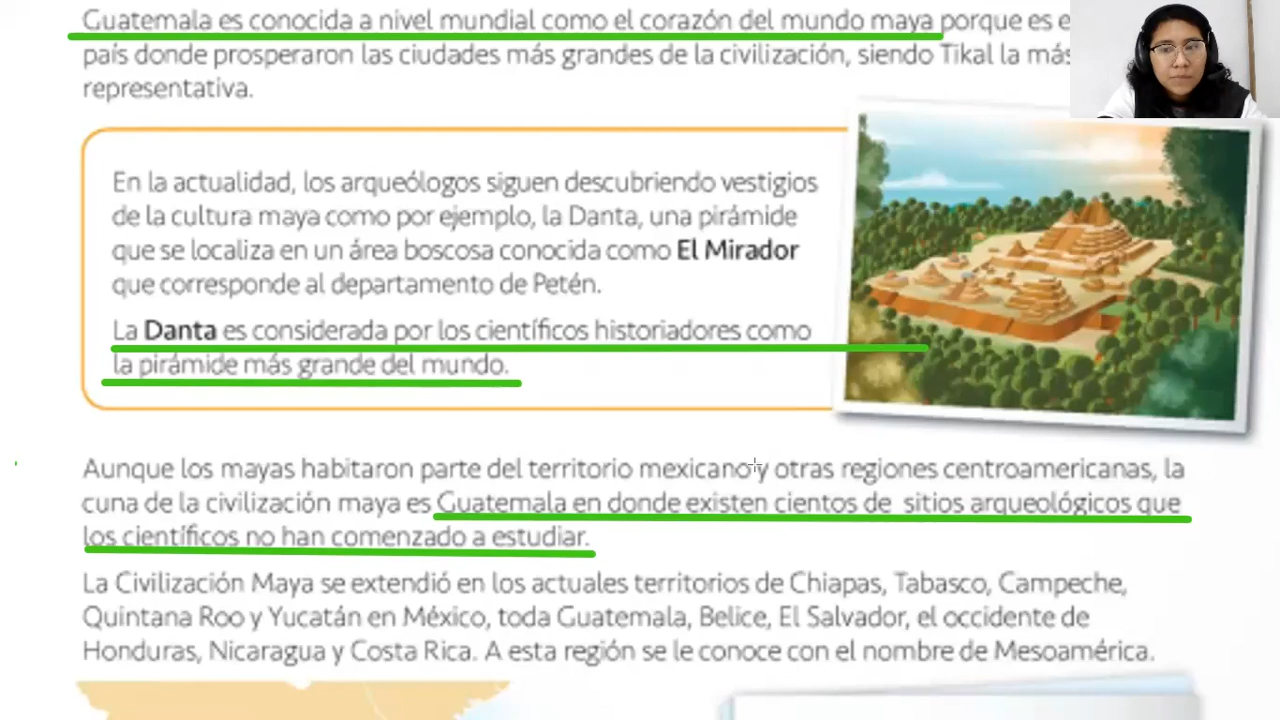 Guatemala es conocida a nivel mundial como el corazón del mundo maya porque es e
país donde prosperaron las ciudades más grandes de la civilización, siendo Tikal la más
representativa.
En la actualidad, los arqueólogos siguen descubriendo vestigios
de la cultura maya como por ejemplo, la Danta, una pirámide
que se localiza en un área boscosa conocida como El Mirador
que corresponde al departamento de Petén.
La Danta es considerada por los científicos historiadores como
la pirámide más grande del mundo.
Aunque los mayas habitaron parte del territorio mexicano y otras regiones centroamericanas, la
cuna de la civilización maya es Guatemala en donde existen cientos de sitios arqueológicos que
los científicos no han comenzado a estudiar.
La Civilización Maya se extendió en los actuales territorios de Chiapas, Tabasco, Campeche,
Quintana Roo y Yucatán en México, toda Guatemala, Belice, El Salvador, el occidente de
Honduras, Nicaragua y Costa Rica. A esta región se le conoce con el nombre de Mesoamérica.